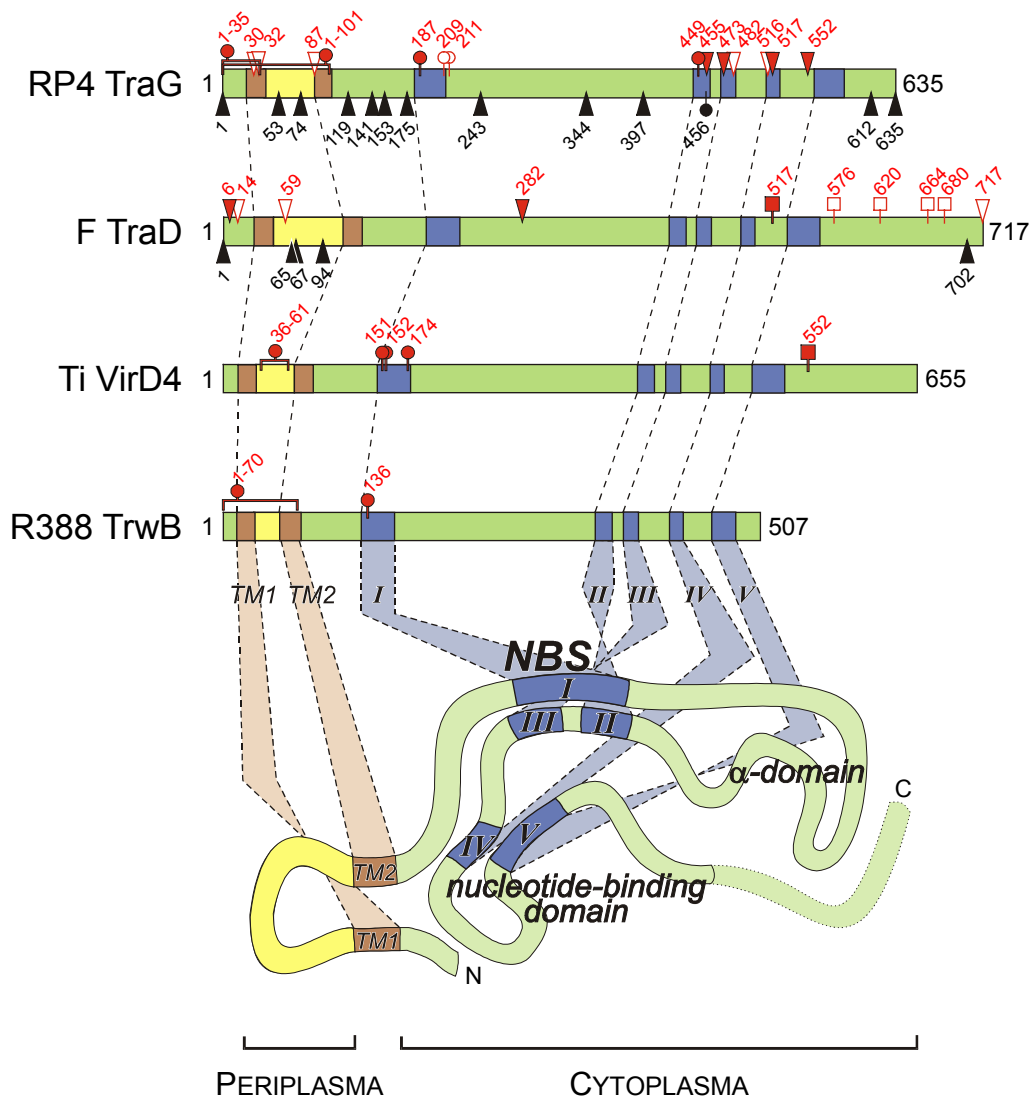 1-35 30 32 87 1-101 187 209 211 449 455 473 482 516 517 552
RP4 TraG 1 635
1 53 74 119 141 153 175 243 344 397 456 612 635
6 14 59 282 517 576 620 664 680 717
F TraD 1 717
1 65 67 94 702
36-61 151 152 174 552
Ti VirD4 1 655
1-70 136
R388 TrwB 1 507
TM1 TM2 I II III IV V
NBS
I
III II
α-domain
C
IV V
TM2
nucleotide-binding
domain
TM1
N
PERIPLASMA CYTOPLASMA